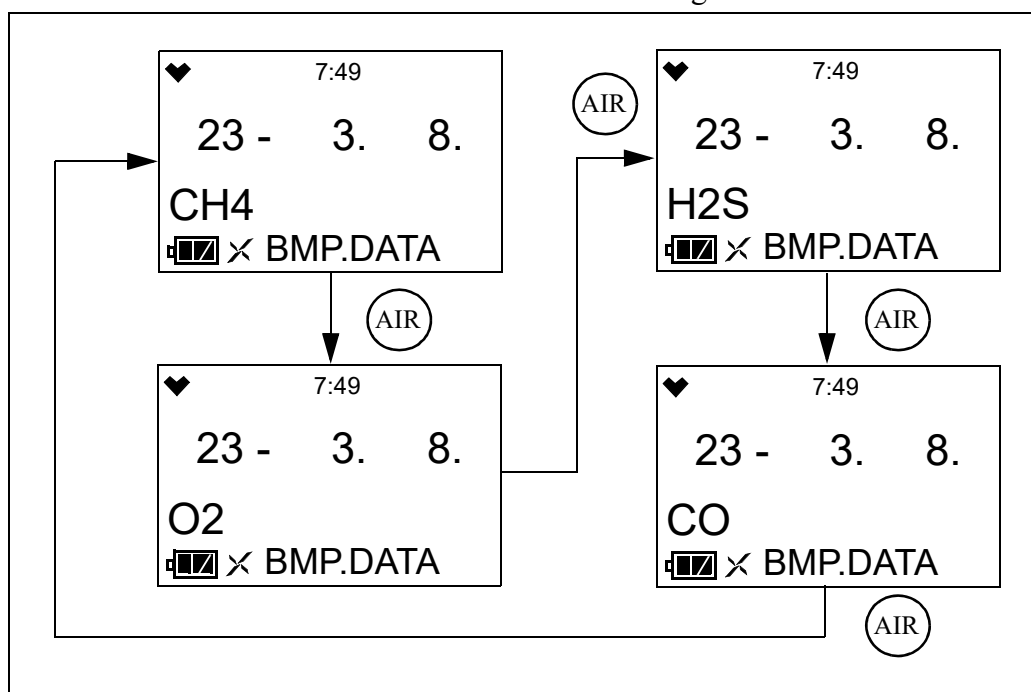 7:49
23 - 3. 8.
CH4
BMP.DATA
AIR
7:49
23 - 3. 8.
O2
BMP.DATA
AIR
7:49
23 - 3. 8.
H2S
BMP.DATA
AIR
7:49
23 - 3. 8.
CO
BMP.DATA
AIR